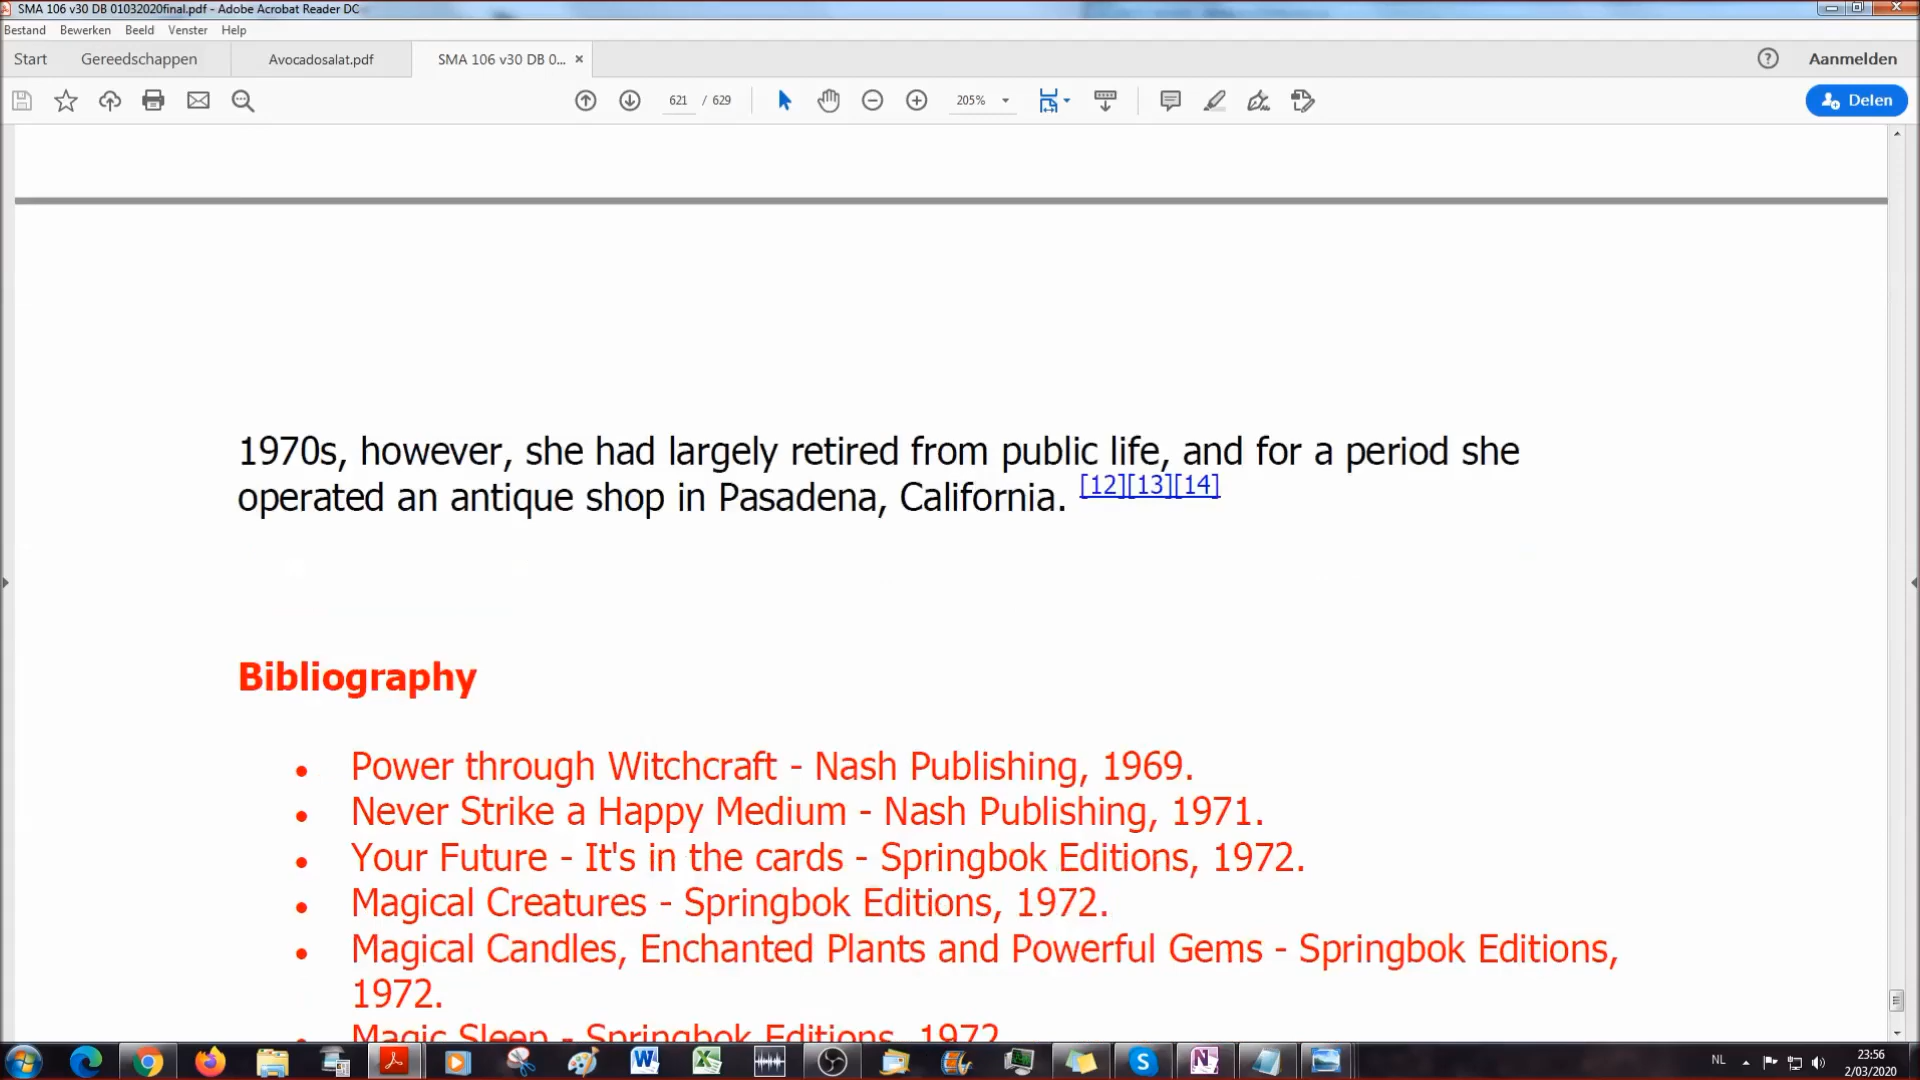 SMA 106 v30 DB 01032020final.pdf - Adobe Acrobat Reader DC
Bestand Bewerken Beeld Venster Help
Start Gereedschappen Avocadosalat.pdf SMA 106 v30 DB 0... × ? Aanmelden
621 / 629 205% Delen
1970s, however, she had largely retired from public life, and for a period she
operated an antique shop in Pasadena, California. [12][13][14]
Bibliography
• Power through Witchcraft - Nash Publishing, 1969.
• Never Strike a Happy Medium - Nash Publishing, 1971.
• Your Future - It's in the cards - Springbok Editions, 1972.
• Magical Creatures - Springbok Editions, 1972.
• Magical Candles, Enchanted Plants and Powerful Gems - Springbok Editions,
1972.
• Magic Sleep - Springbok Editions, 1972
NL 23:56
2/03/2020